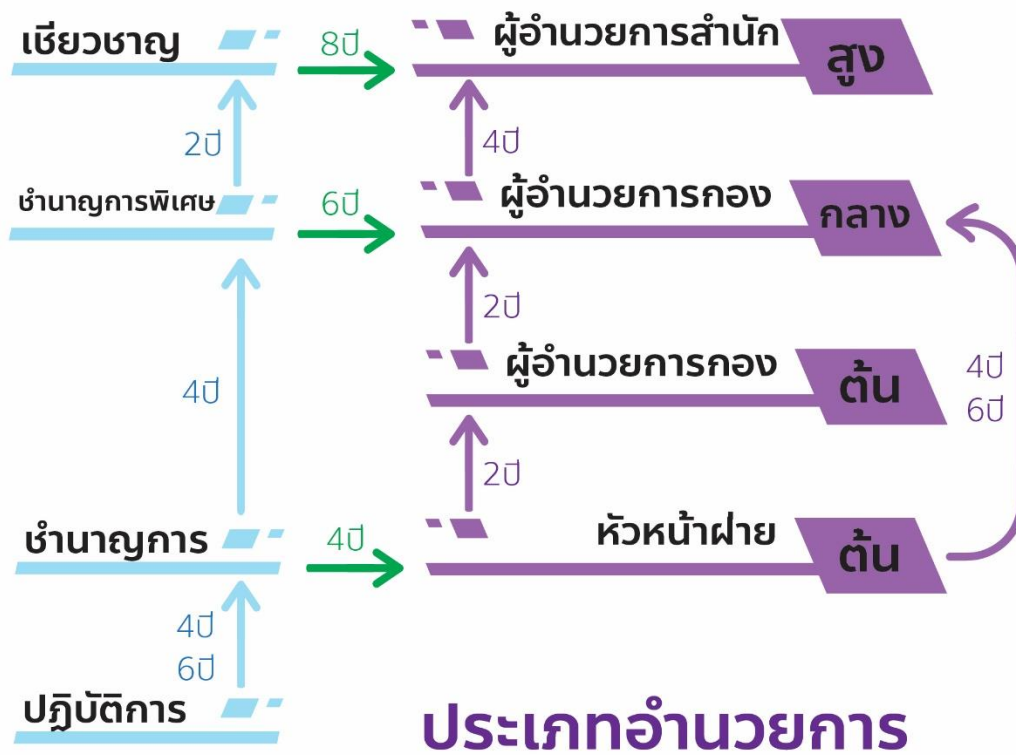 เชียวชาญ
8ปี
ผู้อำนวยการสำนัก
สูง
2ปี
4ปี
ชำนาญการพิเศษ
6ปี
ผู้อำนวยการกอง
กลาง
2ปี
ผู้อำนวยการกอง
ต้น
4ปี
4ปี
6ปี
2ปี
ชำนาญการ
4ปี
หัวหน้าฝ่าย
ต้น
4ปี
6ปี
ปฏิบัติการ
ประเภทอำนวยการ